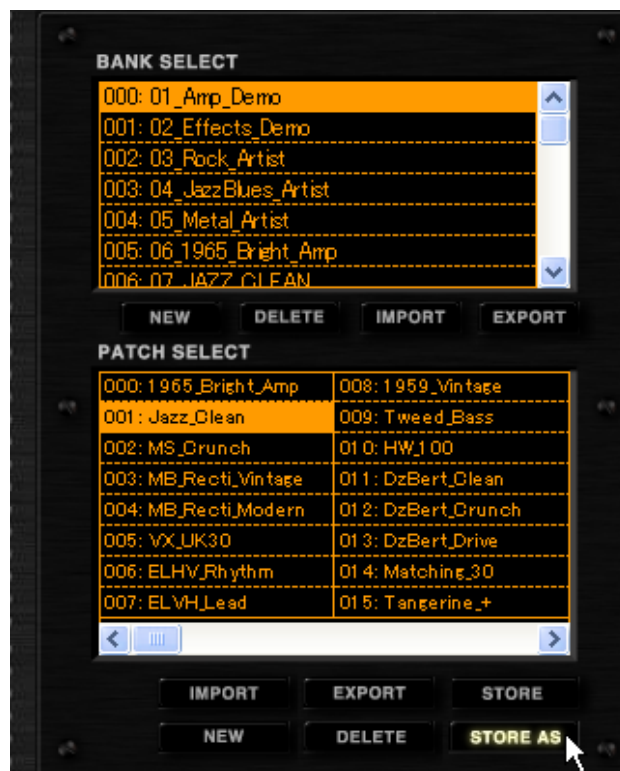 BANK SELECT
000: 01_Amp_Demo
001: 02_Effects_Demo
002: 03_Rock_Artist
003: 04_JazzBlues_Artist
004: 05_Metal_Artist
005: 06_1965_Bright_Amp
006: 07_JAZZ_CLEAN
NEW DELETE IMPORT EXPORT
PATCH SELECT
000: 1965_Bright_Amp 008: 1959_Vintage
001: Jazz_Clean 009: Tweed_Bass
002: MS_Crunch 010: HW_100
003: MB_Recti_Vintage 011: DzBert_Clean
004: MB_Recti_Modern 012: DzBert_Crunch
005: VX_UK30 013: DzBert_Drive
006: ELHV_Rhythm 014: Matching_30
007: ELVH_Lead 015: Tangerine_+
IMPORT EXPORT STORE
NEW DELETE STORE AS